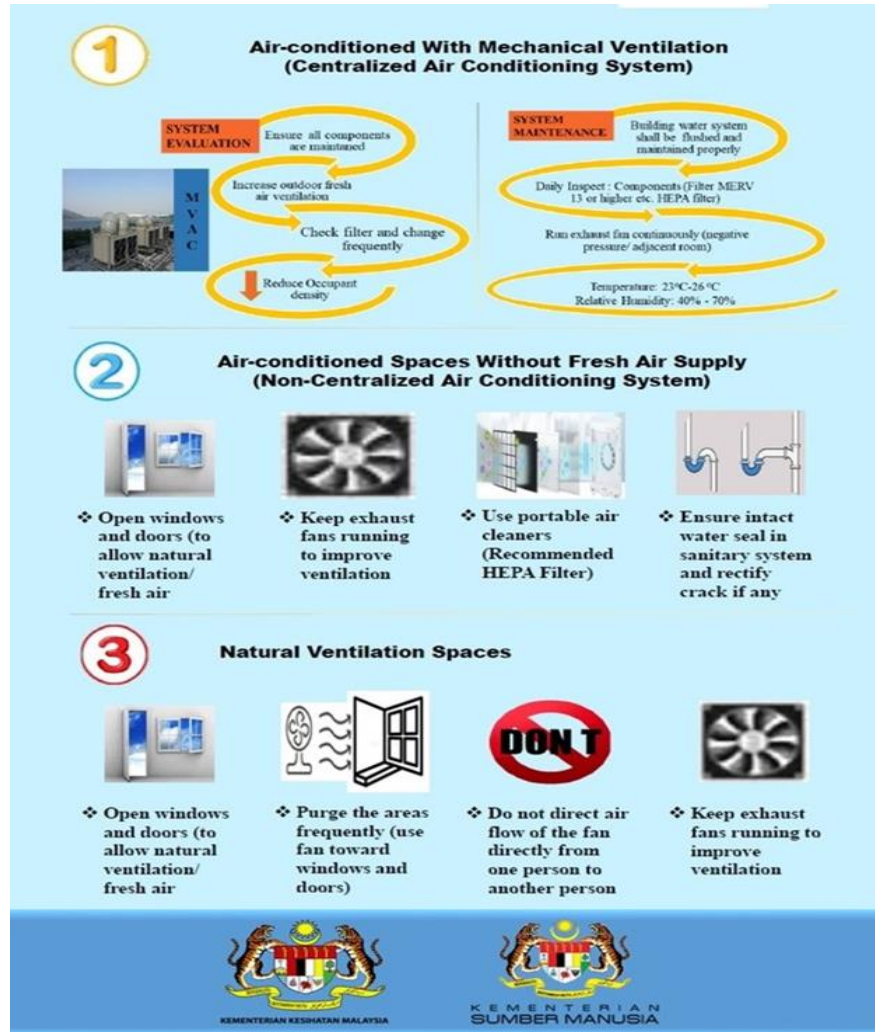 1
Air-conditioned With Mechanical Ventilation
(Centralized Air Conditioning System)
SYSTEM
EVALUATION
Ensure all components
are maintained
Increase outdoor fresh
air ventilation
Check filter and change
frequently
Reduce Occupant
density
M
V
A
C
SYSTEM
MAINTENANCE
Building water system
shall be flushed and
maintained properly
Daily Inspect : Components (Filter MERV
13 or higher etc. HEPA filter)
Run exhaust fan continuously (negative
pressure/ adjacent room)
Temperature: 23°C-26 °C
Relative Humidity: 40% - 70%
2
Air-conditioned Spaces Without Fresh Air Supply
(Non-Centralized Air Conditioning System)
❖ Open windows
and doors (to
allow natural
ventilation/
fresh air
❖ Keep exhaust
fans running
to improve
ventilation
❖ Use portable air
cleaners
(Recommended
HEPA Filter)
❖ Ensure intact
water seal in
sanitary system
and rectify
crack if any
3
Natural Ventilation Spaces
DON T
❖ Open windows
and doors (to
allow natural
ventilation/
fresh air
❖ Purge the areas
frequently (use
fan toward
windows and
doors)
❖ Do not direct air
flow of the fan
directly from
one person to
another person
❖ Keep exhaust
fans running to
improve
ventilation
KEMENTERIAN KESIHATAN MALAYSIA
KEMENTERIAN
SUMBER MANUSIA